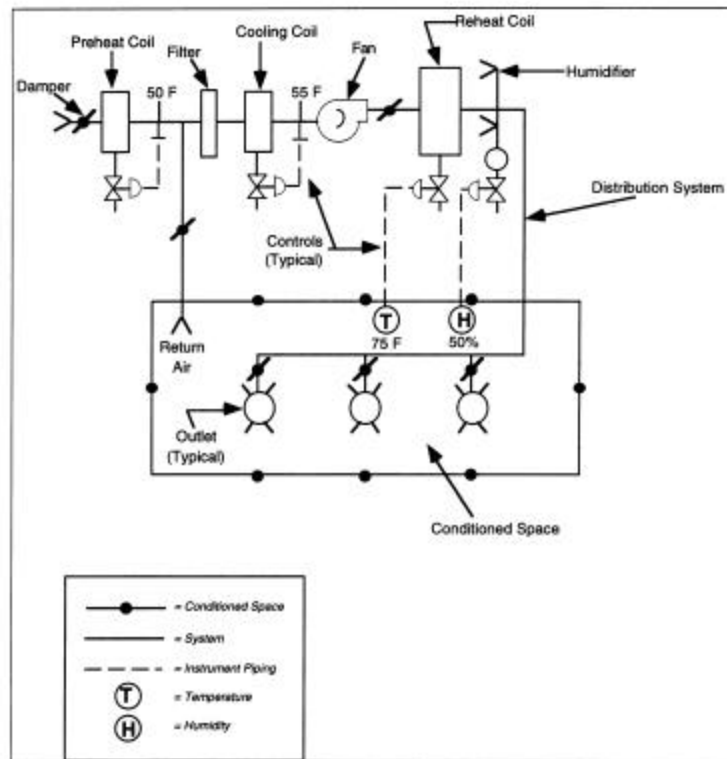 Reheat Coil
Preheat Coil
Cooling Coil
Filter
Fan
Damper
50 F
55 F
Humidifier
Distribution System
Controls
(Typical)
T
H
75 F
50%
Return
Air
Outlet
(Typical)
Conditioned Space
= Conditioned Space
= System
= Instrument Piping
T
= Temperature
H
= Humidity